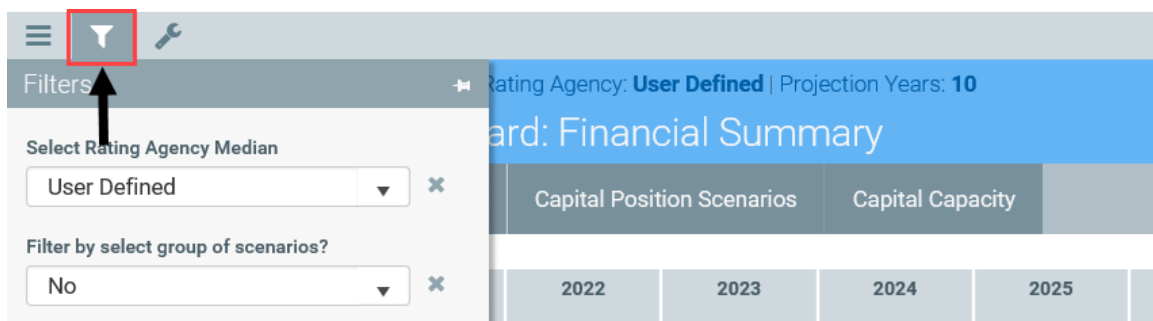 Filters
Rating Agency: User Defined | Projection Years: 10
ard: Financial Summary
Select Rating Agency Median
User Defined
Capital Position Scenarios
Capital Capacity
Filter by select group of scenarios?
No
2022
2023
2024
2025